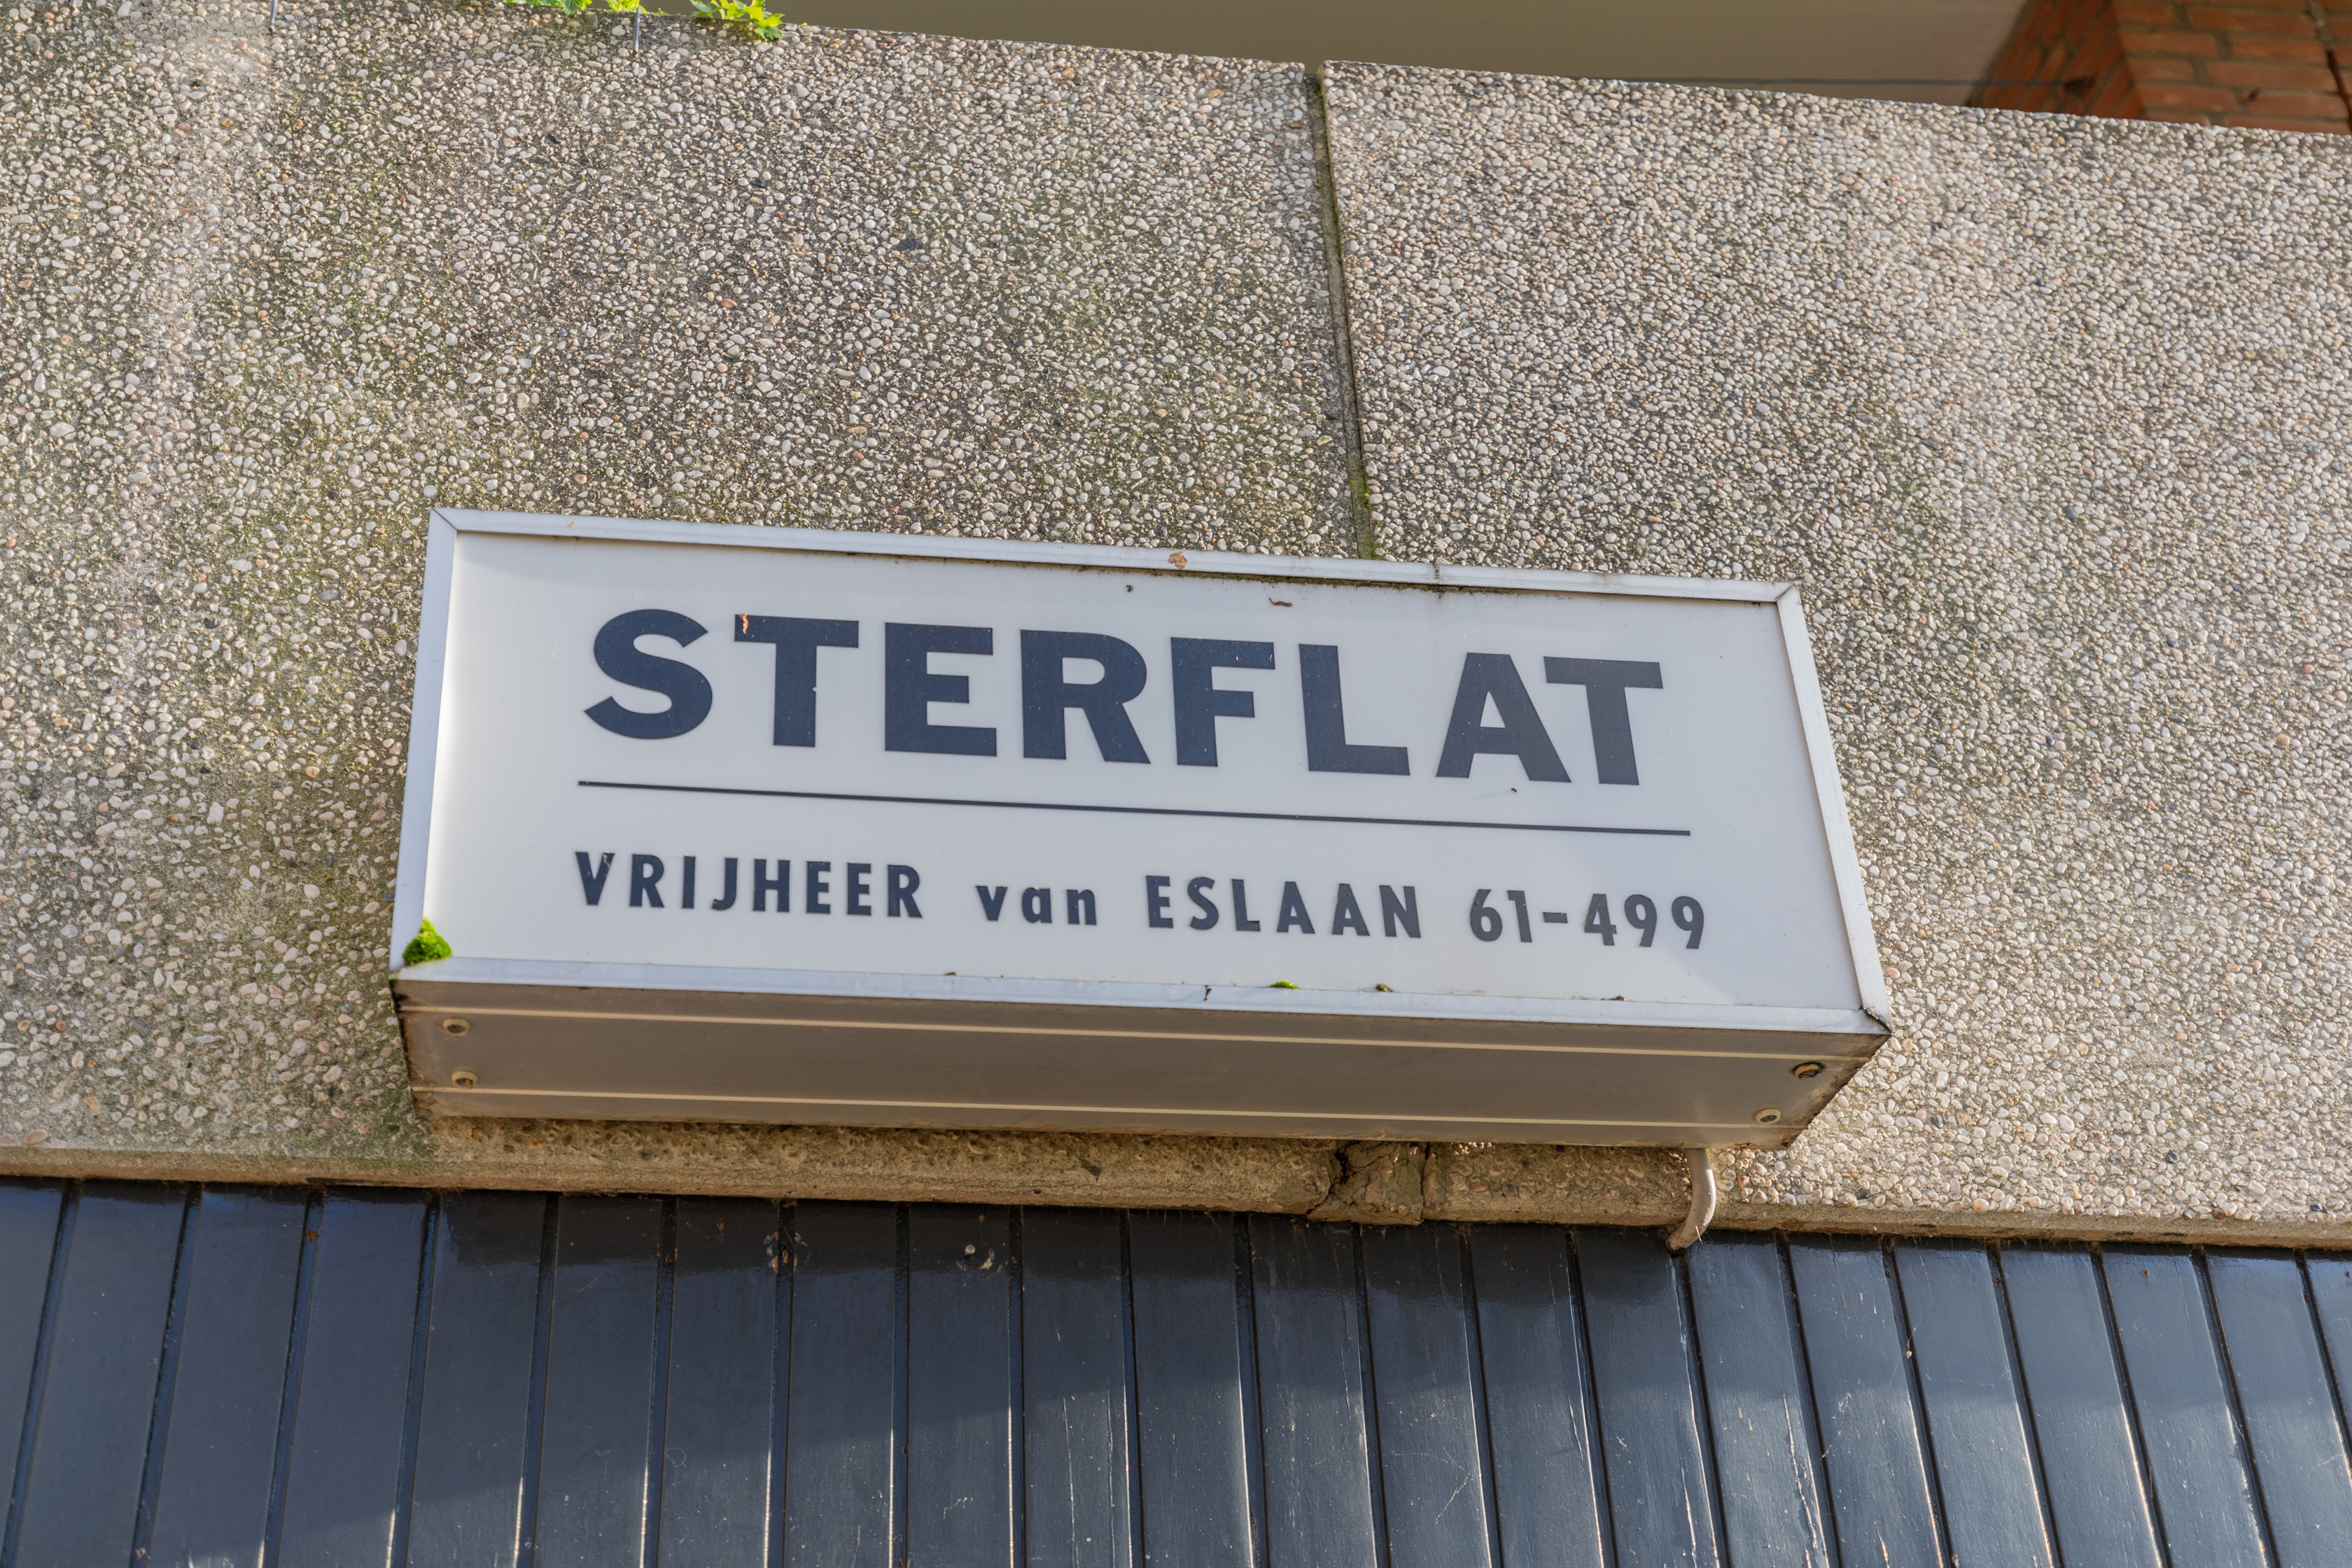 STERFLAT
VRIJHEER van ESLAAN 61-499